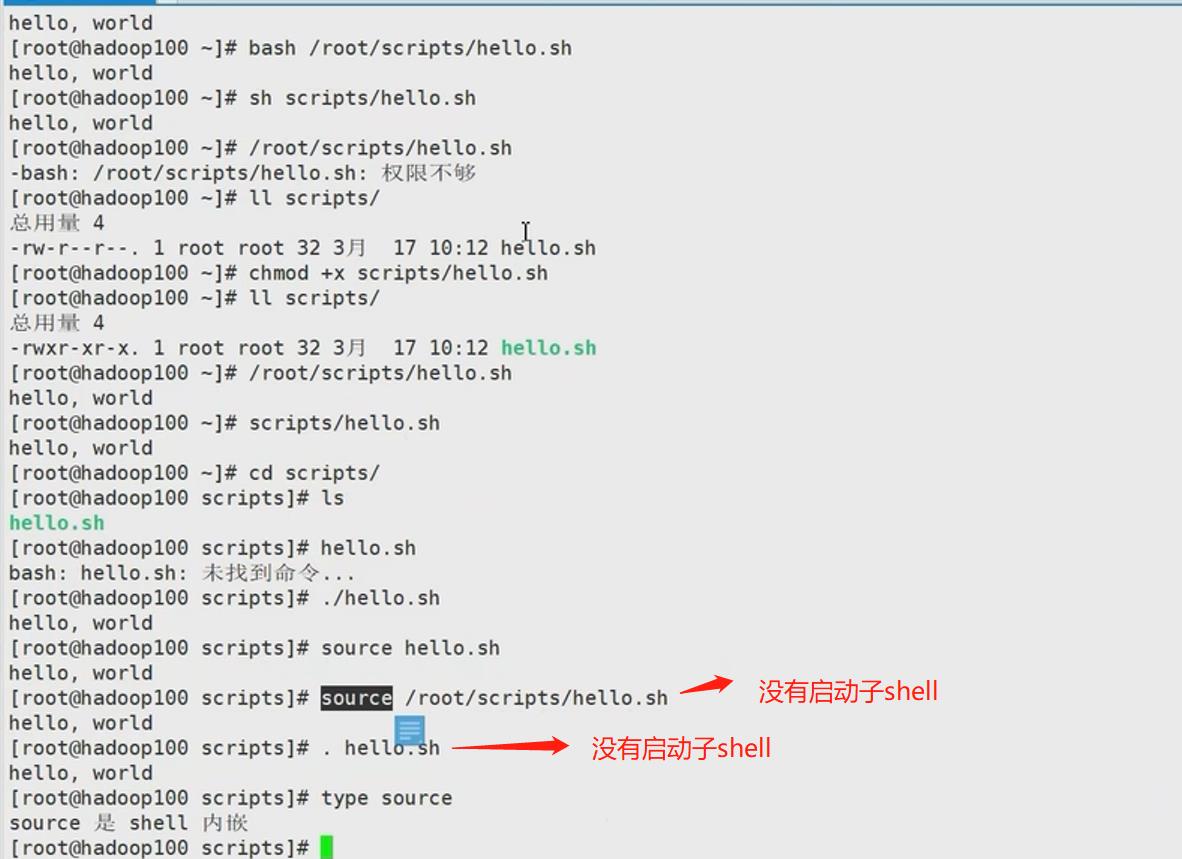 hello, world
[root@hadoop100 ~]# bash /root/scripts/hello.sh
hello, world
[root@hadoop100 ~]# sh scripts/hello.sh
hello, world
[root@hadoop100 ~]# /root/scripts/hello.sh
-bash: /root/scripts/hello.sh: 权限不够
[root@hadoop100 ~]# ll scripts/
总用量 4
-rw-r--r--. 1 root root 32 3月  17 10:12 hello.sh
[root@hadoop100 ~]# chmod +x scripts/hello.sh
[root@hadoop100 ~]# ll scripts/
总用量 4
-rwxr-xr-x. 1 root root 32 3月  17 10:12 hello.sh
[root@hadoop100 ~]# /root/scripts/hello.sh
hello, world
[root@hadoop100 ~]# scripts/hello.sh
hello, world
[root@hadoop100 ~]# cd scripts/
[root@hadoop100 scripts]# ls
hello.sh
[root@hadoop100 scripts]# hello.sh
bash: hello.sh: 未找到命令...
[root@hadoop100 scripts]# ./hello.sh
hello, world
[root@hadoop100 scripts]# source hello.sh
hello, world
[root@hadoop100 scripts]# source /root/scripts/hello.sh 没有启动子shell
hello, world
[root@hadoop100 scripts]# . hello.sh 没有启动子shell
hello, world
[root@hadoop100 scripts]# type source
source 是 shell 内嵌
[root@hadoop100 scripts]#